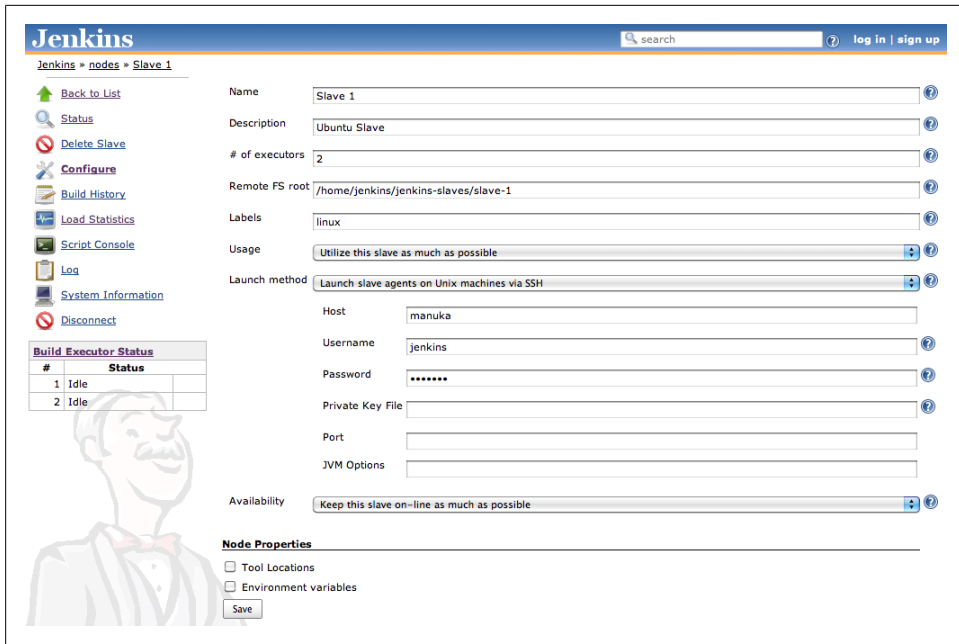 Jenkins
search
log in | sign up
Jenkins » nodes » Slave 1
Back to List
Status
Delete Slave
Configure
Build History
Load Statistics
Script Console
Log
System Information
Disconnect
Build Executor Status
# Status
1 Idle
2 Idle
Name Slave 1
Description Ubuntu Slave
# of executors 2
Remote FS root /home/jenkins/jenkins-slaves/slave-1
Labels linux
Usage Utilize this slave as much as possible
Launch method Launch slave agents on Unix machines via SSH
Host manuka
Username jenkins
Password •••••••
Private Key File
Port
JVM Options
Availability Keep this slave on-line as much as possible
Node Properties
Tool Locations
Environment variables
Save